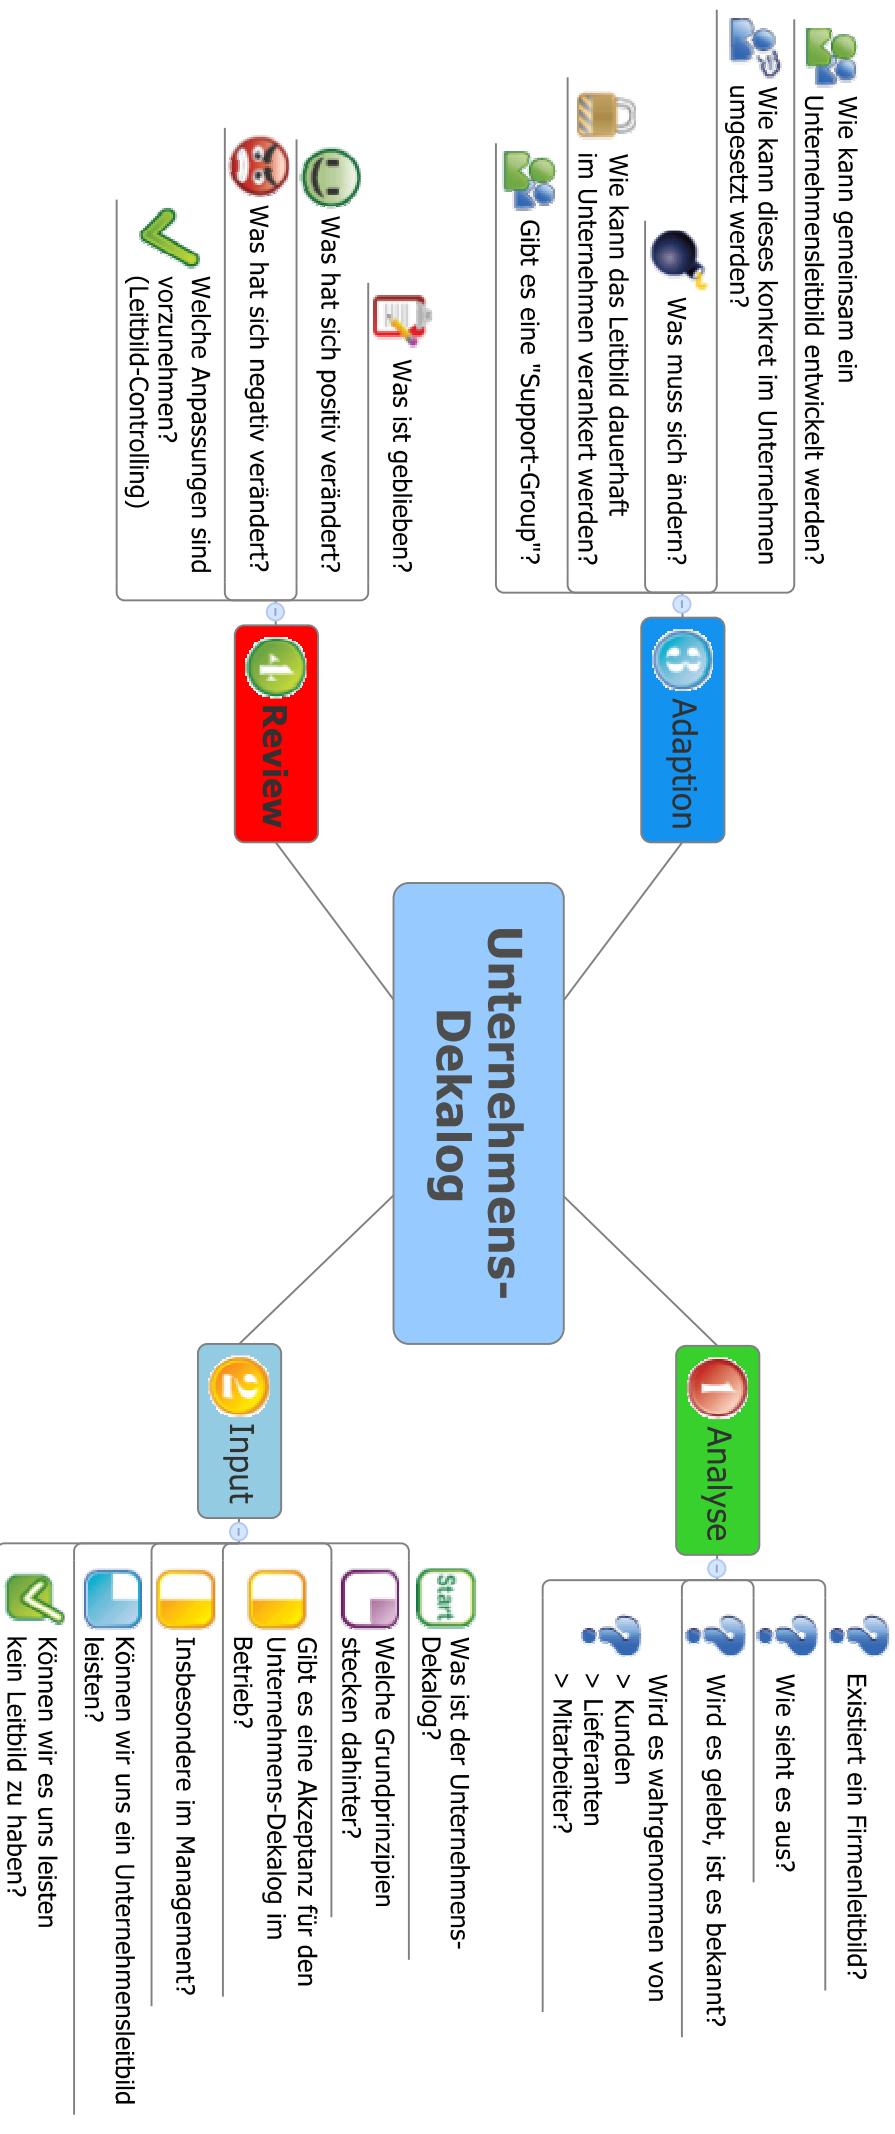 Unternehmens-
Dekalog
1 Analyse
Existiert ein Firmenleitbild?
Wie sieht es aus?
Wird es gelebt, ist es bekannt?
Wird es wahrgenommen von
> Kunden
> Lieferanten
> Mitarbeiter?
2 Input
Start
Was ist der Unternehmens-
Dekalog?
Welche Grundprinzipien
stecken dahinter?
Gibt es eine Akzeptanz für den
Unternehmens-Dekalog im
Betrieb?
Insbesondere im Management?
Können wir uns ein Unternehmensleitbild
leisten?
Können wir es uns leisten
kein Leitbild zu haben?
3 Adaption
Wie kann gemeinsam ein
Unternehmensleitbild entwickelt werden?
Wie kann dieses konkret im Unternehmen
umgesetzt werden?
Was muss sich ändern?
Wie kann das Leitbild dauerhaft
im Unternehmen verankert werden?
Gibt es eine "Support-Group"?
4 Review
Was ist geblieben?
Was hat sich positiv verändert?
Was hat sich negativ verändert?
Welche Anpassungen sind
vorzunehmen?
(Leitbild-Controlling)